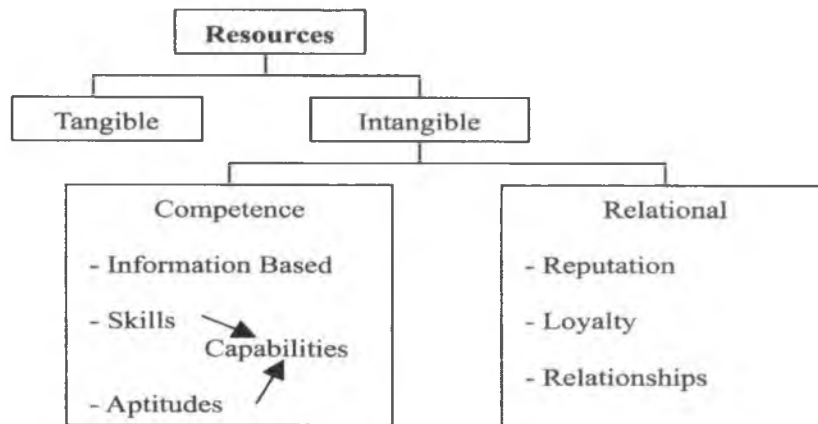 Resources
Tangible
Intangible
Competence
- Information Based
- Skills
Capabilities
- Aptitudes
Relational
- Reputation
- Loyalty
- Relationships